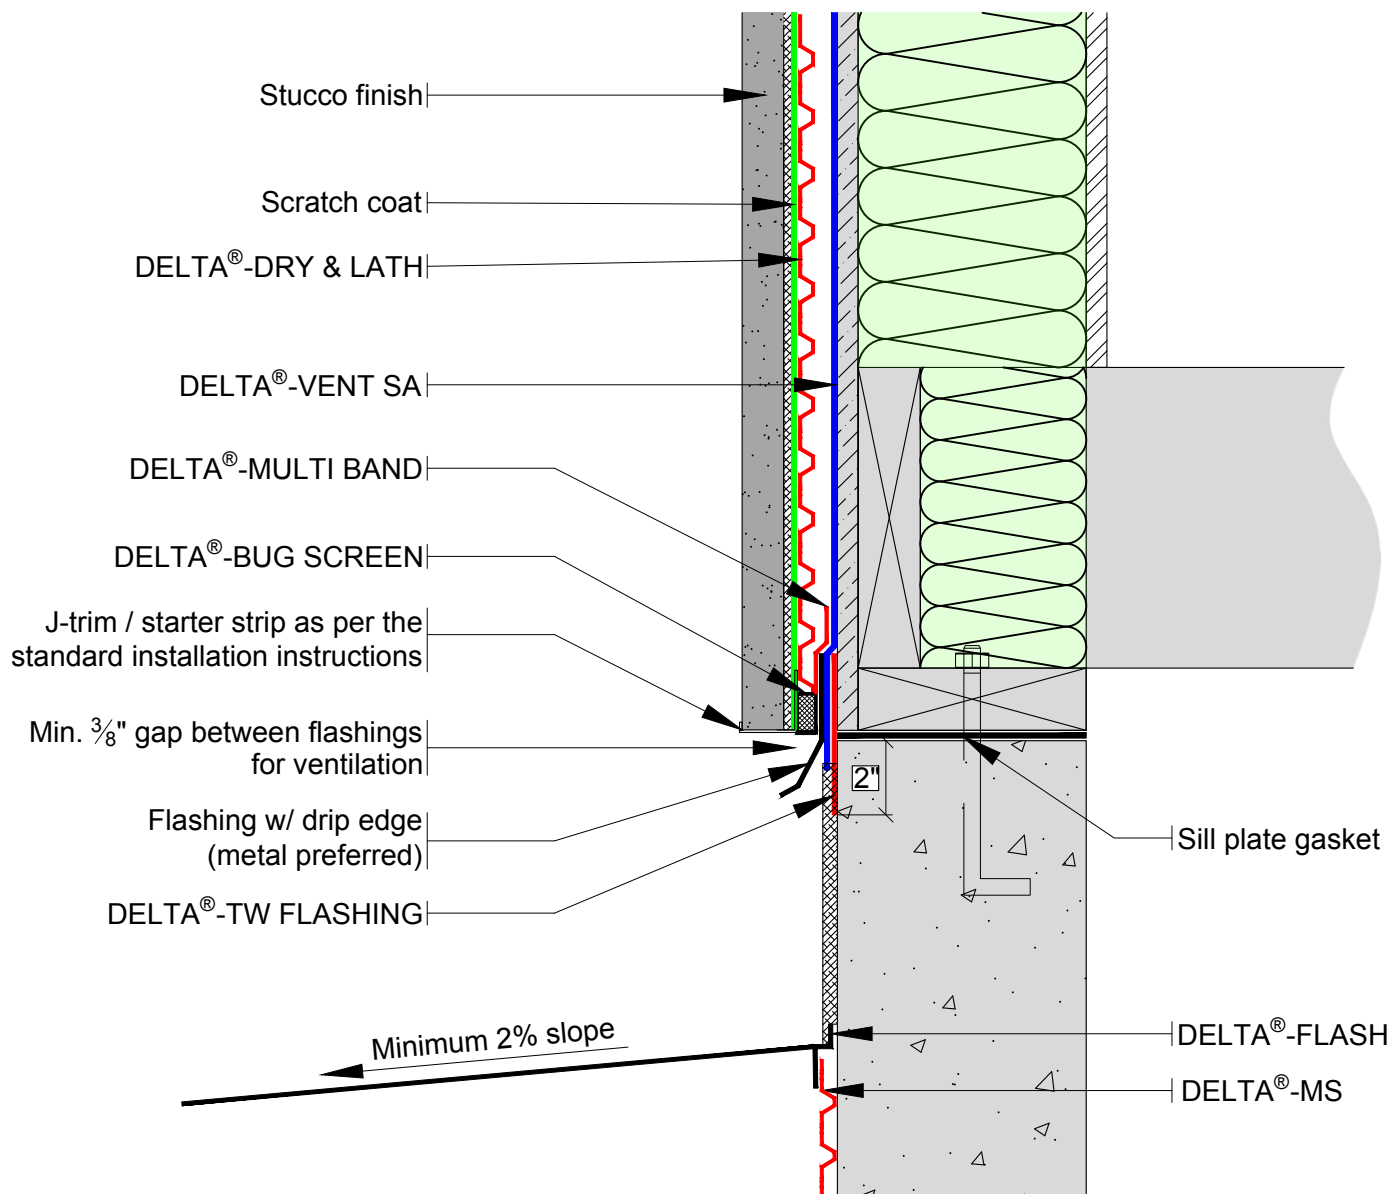 Stucco finish
Scratch coat
DELTA®-DRY & LATH
DELTA®-VENT SA
DELTA®-MULTI BAND
DELTA®-BUG SCREEN
J-trim / starter strip as per the
standard installation instructions
Min. ⅜" gap between flashings
for ventilation
Flashing w/ drip edge
(metal preferred)
DELTA®-TW FLASHING
2"
Sill plate gasket
Minimum 2% slope
DELTA®-FLASH
DELTA®-MS